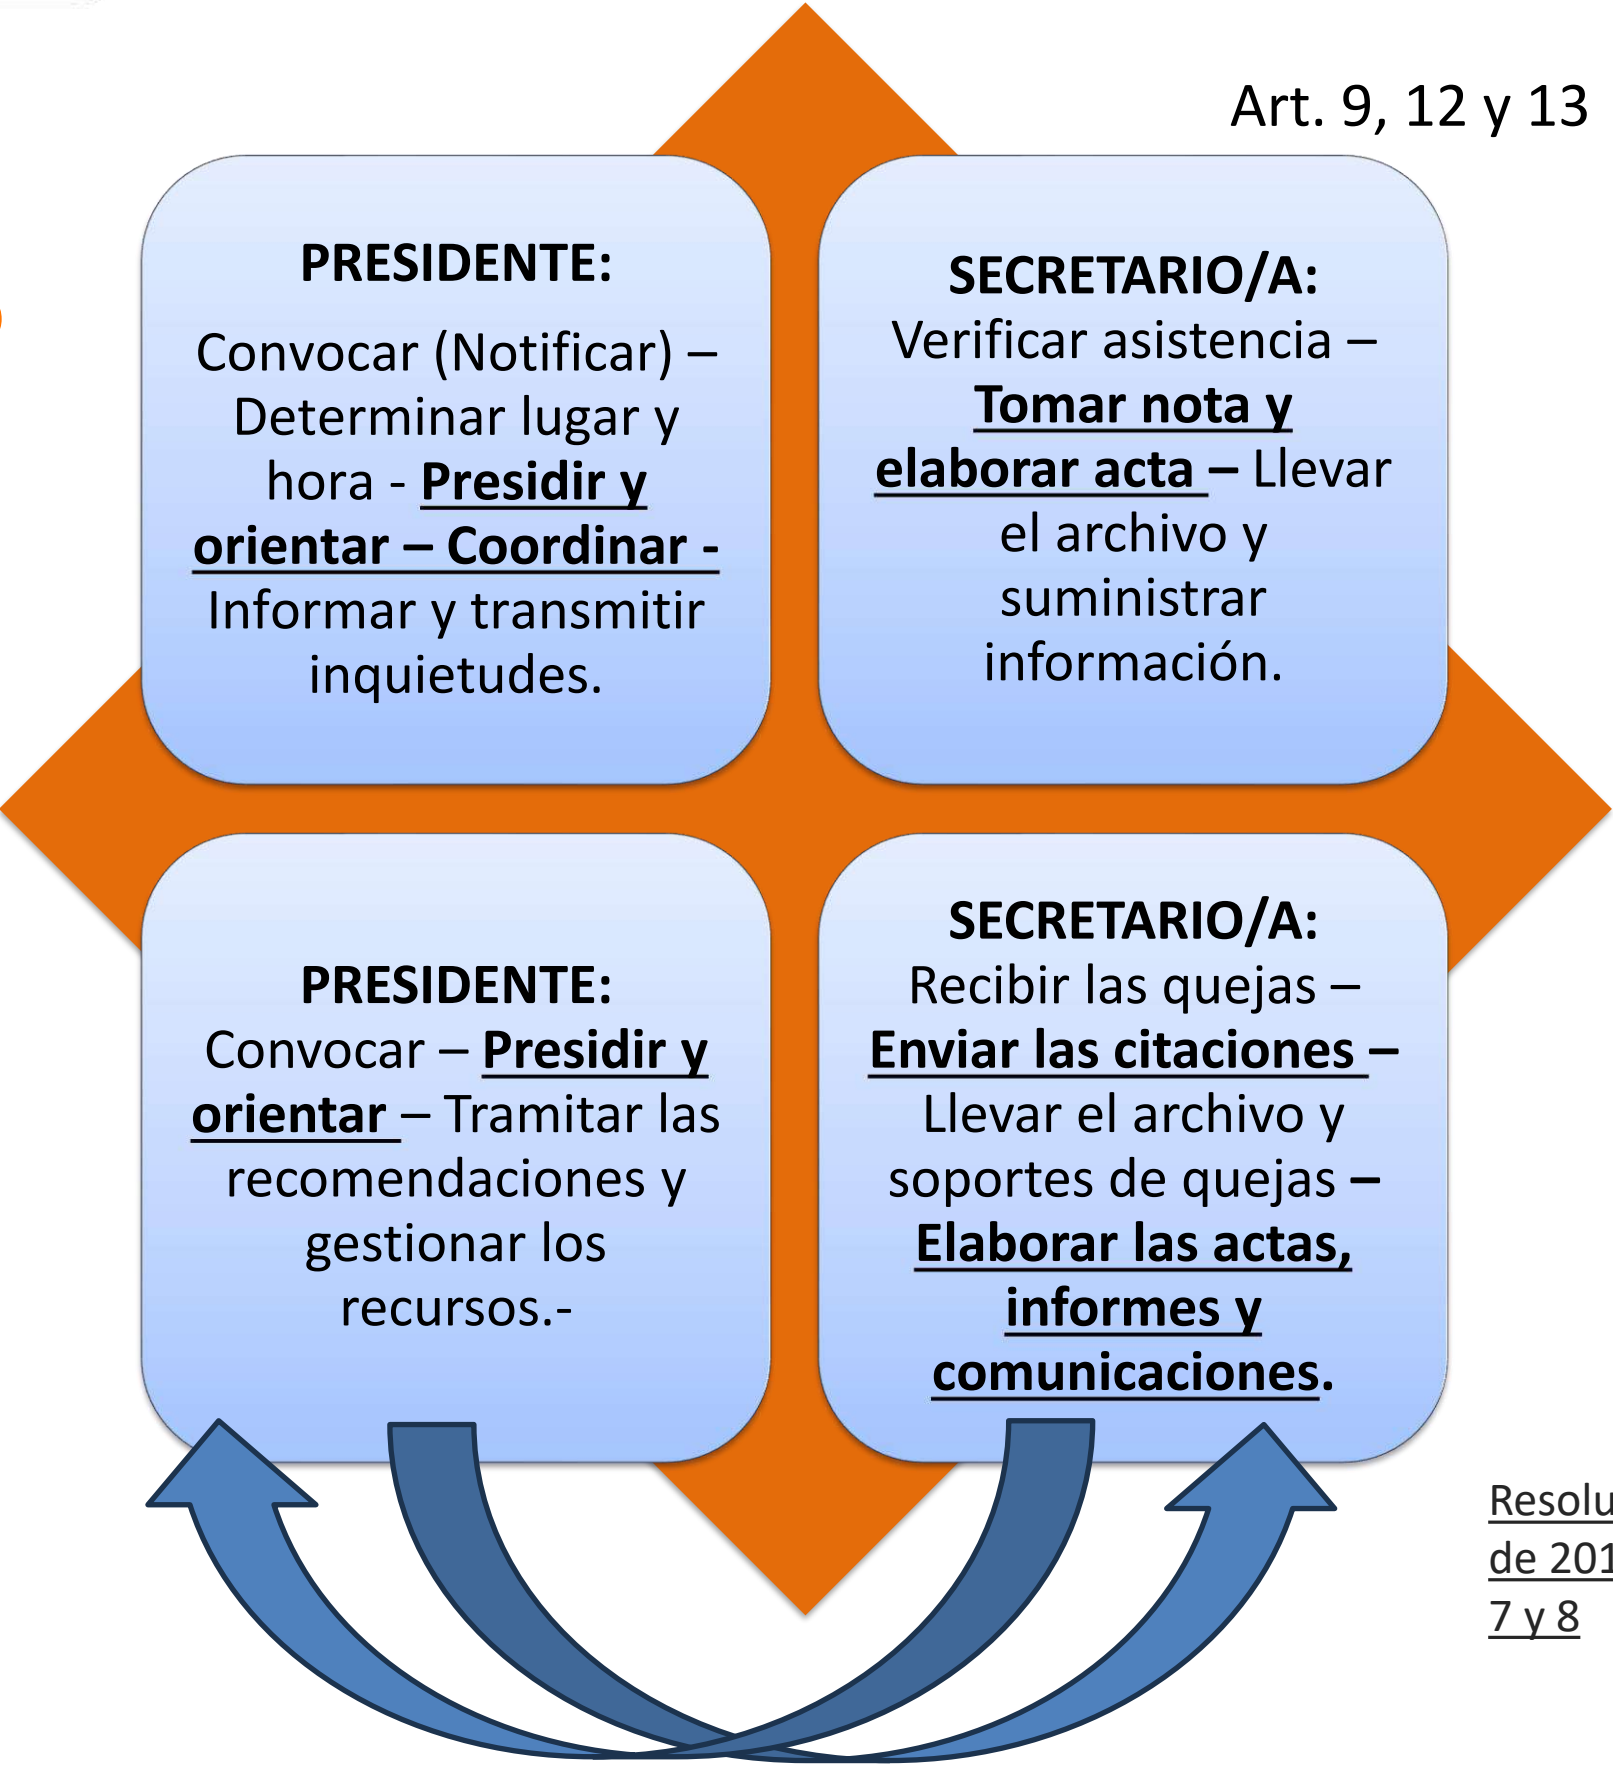 Art. 9, 12 y 13
PRESIDENTE:
Convocar (Notificar) –
Determinar lugar y
hora - Presidir y
orientar – Coordinar -
Informar y transmitir
inquietudes.
SECRETARIO/A:
Verificar asistencia –
Tomar nota y
elaborar acta – Llevar
el archivo y
suministrar
información.
PRESIDENTE:
Convocar – Presidir y
orientar – Tramitar las
recomendaciones y
gestionar los
recursos.-
SECRETARIO/A:
Recibir las quejas –
Enviar las citaciones –
Llevar el archivo y
soportes de quejas –
Elaborar las actas,
informes y
comunicaciones.
de
7 y 8